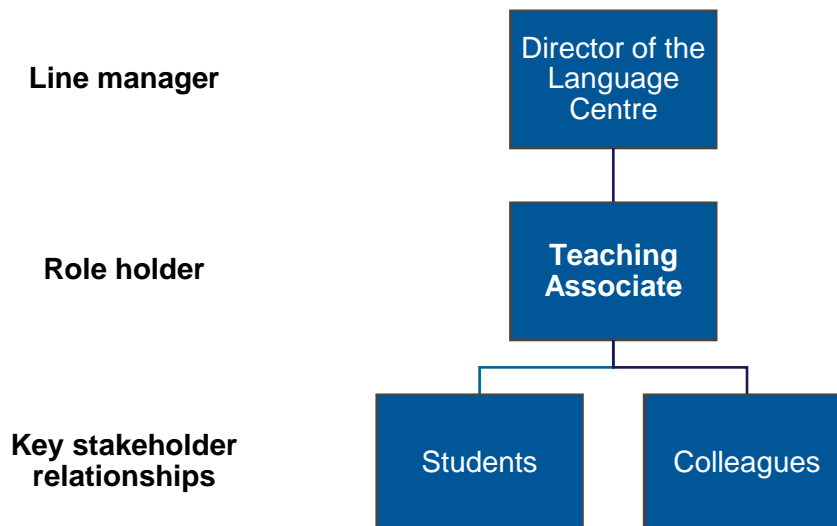 Line manager
Director of the
Language
Centre
Role holder
Teaching
Associate
Key stakeholder
relationships
Students
Colleagues